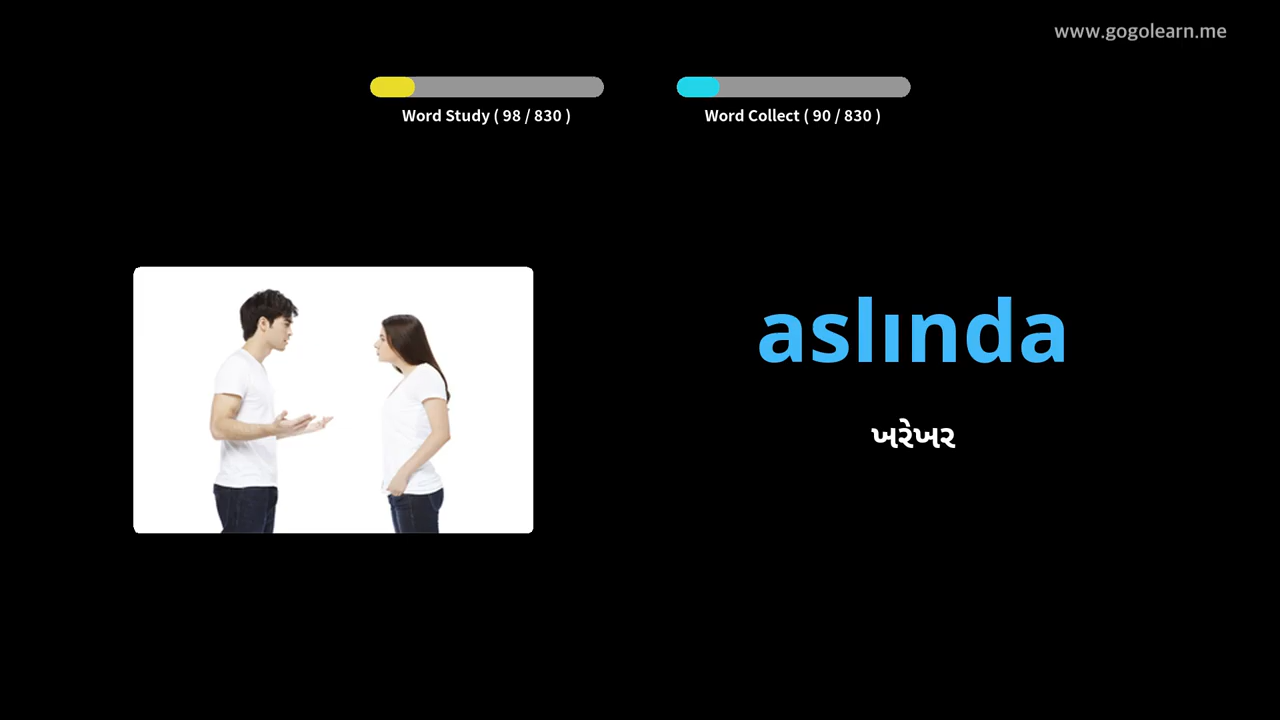 www.gogolearn.me
Word Study ( 98 / 830 )
Word Collect ( 90 / 830 )
aslında
ખરેખર